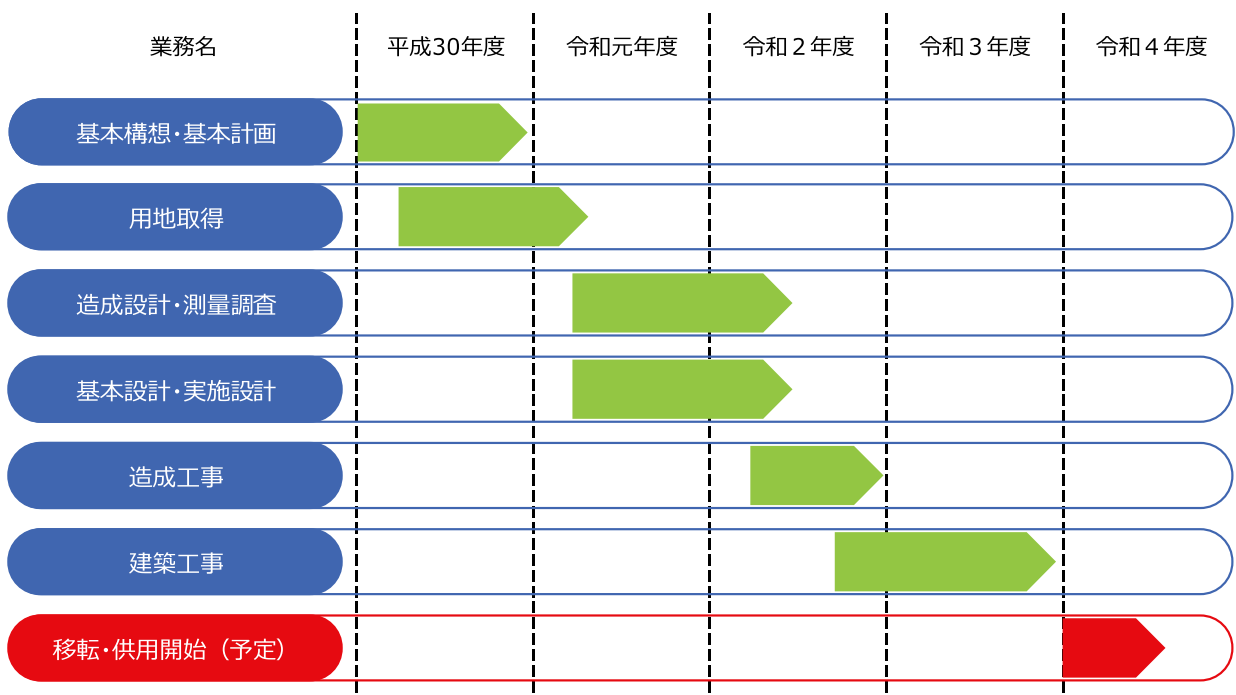 業務名 平成30年度 令和元年度 令和２年度 令和３年度 令和４年度
基本構想・基本計画
用地取得
造成設計・測量調査
基本設計・実施設計
造成工事
建築工事
移転・供用開始（予定）